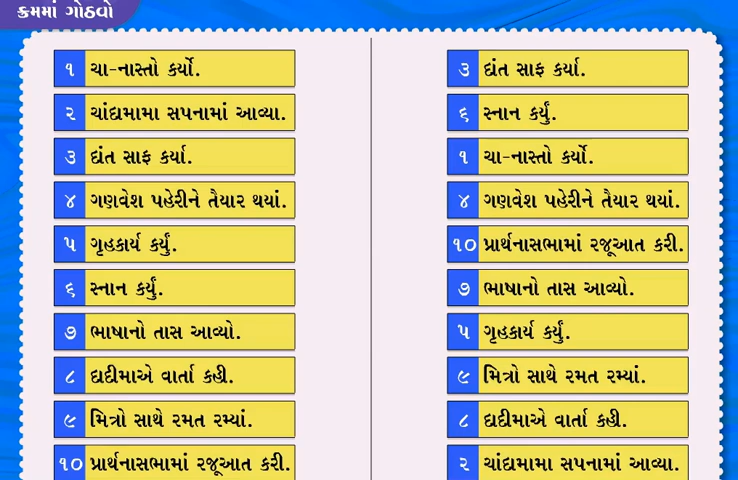 ક્રમમાં ગોઠવો
૧ ચા-નાસ્તો કર્યો.
૨ ચાંદામામા સપનામાં આવ્યા.
૩ દાંત સાફ કર્યા.
૪ ગણવેશ પહેરીને તૈયાર થયાં.
૫ ગૃહકાર્ય કર્યું.
૬ સ્નાન કર્યું.
૭ ભાષાનો તાસ આવ્યો.
૮ દાદીમાએ વાર્તા કહી.
૯ મિત્રો સાથે રમત રમ્યાં.
૧૦ પ્રાર્થનાસભામાં રજૂઆત કરી.
૩ દાંત સાફ કર્યા.
૬ સ્નાન કર્યું.
૧ ચા-નાસ્તો કર્યો.
૪ ગણવેશ પહેરીને તૈયાર થયાં.
૧૦ પ્રાર્થનાસભામાં રજૂઆત કરી.
૭ ભાષાનો તાસ આવ્યો.
૫ ગૃહકાર્ય કર્યું.
૯ મિત્રો સાથે રમત રમ્યાં.
૮ દાદીમાએ વાર્તા કહી.
૨ ચાંદામામા સપનામાં આવ્યા.